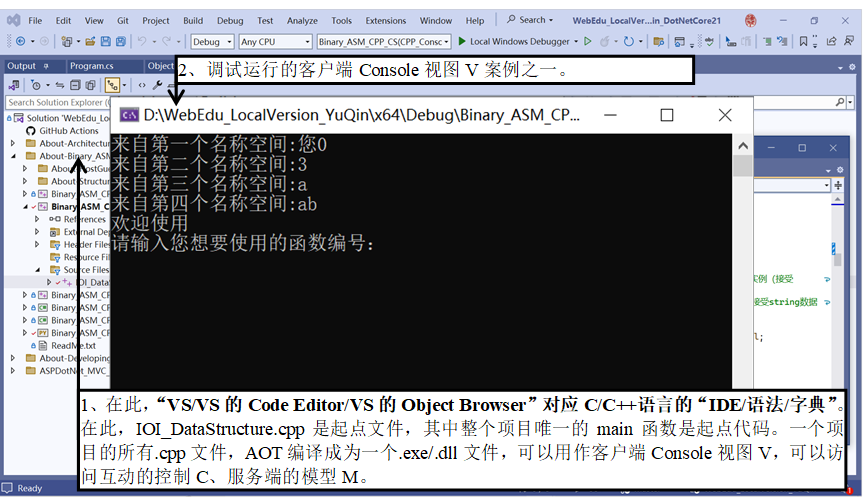 File Edit View Git Project Build Debug Test Analyze Tools Extensions Window Help Search WebEdu_LocalVer...in_DotNetCore21
Debug Any CPU Binary_ASM_CPP_CS(CPP_Consc Local Windows Debugger
Output Program.cs Object
2、调试运行的客户端 Console 视图 V 案例之一。
Search Solution Explorer (
D:\WebEdu_LocalVersion_YuQin\x64\Debug\Binary_ASM_CP...
Solution 'WebEdu_Lo
GitHub Actions
About-Architectur
About-Binary_ASM
About-Structur
Binary_ASM_CP
Binary_ASM_C
References
External Dep
Header Files
Resource Fil
Source Files
IOI_DataS
Binary_ASM_CP
Binary_ASM_CF
Binary_ASM_CP
Binary_ASM_CP
ReadMe.txt
About-Developing
ASPDotNet_MVC_
来自第一个名称空间:您0
来自第二个名称空间:3
来自第三个名称空间:a
来自第四个名称空间:ab
欢迎使用
请输入您想要使用的函数编号:
实例（接受
接受string数据
l;
1、在此，“VS/VS 的 Code Editor/VS 的 Object Browser”对应 C/C++语言的“IDE/语法/字典”。
在此，IOI_DataStructure.cpp 是起点文件，其中整个项目唯一的 main 函数是起点代码。一个项
目的所有.cpp 文件，AOT 编译成为一个.exe/.dll 文件，可以用作客户端 Console 视图 V，可以访
问互动的控制 C、服务端的模型 M。
Ready